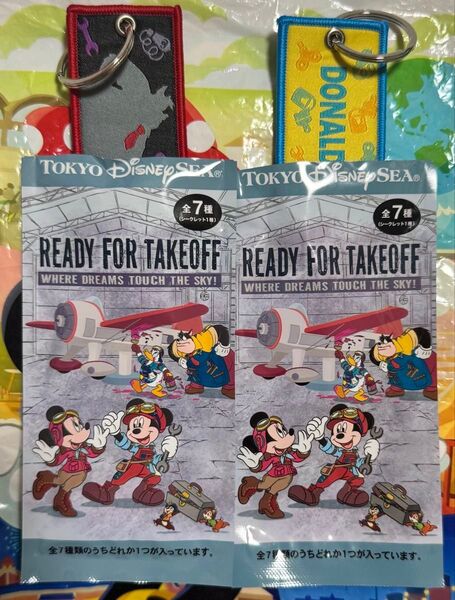 DONALD
TOKYO DISNEY SEA®
全7種
(シークレット1種)
READY FOR TAKEOFF
WHERE DREAMS TOUCH THE SKY!
全7種類のうちどれか1つが入っています。
TOKYO DISNEY SEA®
全7種
(シークレット1種)
READY FOR TAKEOFF
WHERE DREAMS TOUCH THE SKY!
全7種類のうちどれか1つが入っています。